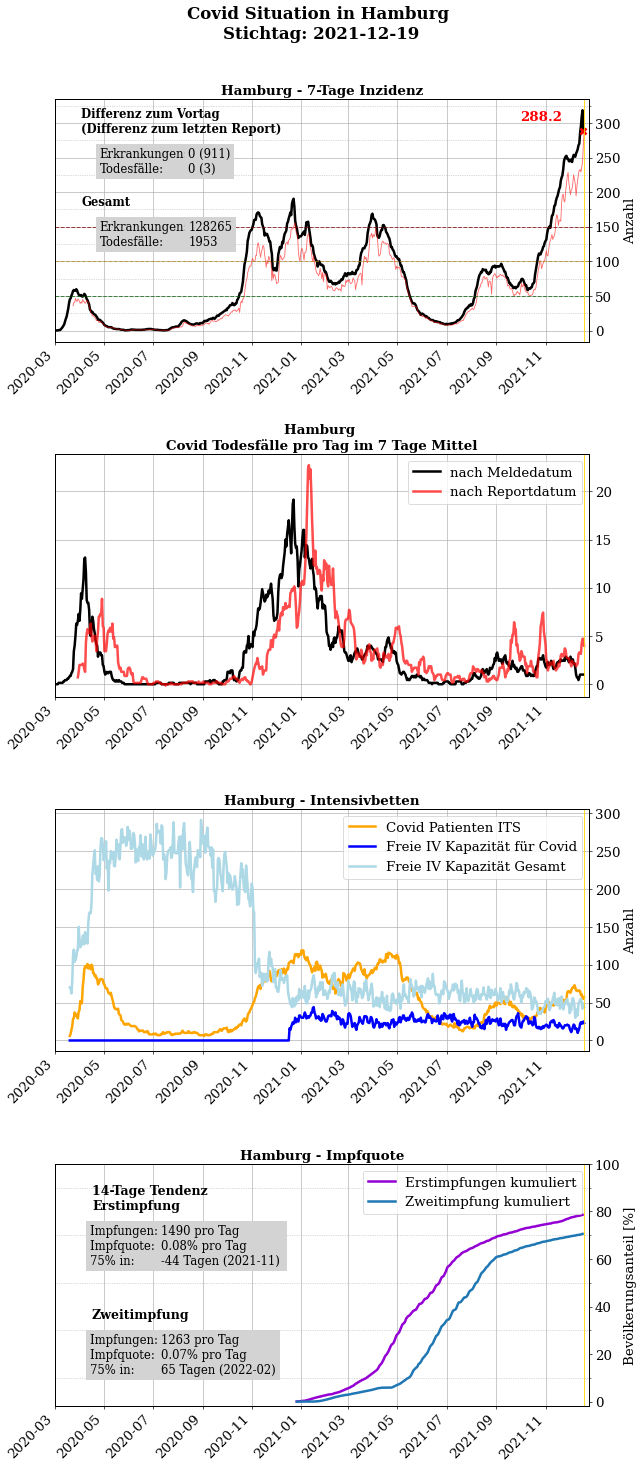 Covid Situation in Hamburg
Stichtag: 2021-12-19
Hamburg - 7-Tage Inzidenz
Differenz zum Vortag
(Differenz zum letzten Report)
Erkrankungen 0 (911)
Todesfälle: 0 (3)
Gesamt
Erkrankungen 128265
Todesfälle: 1953
288.2
300
250
200
150
100
50
0
Anzahl
2020-03
2020-05
2020-07
2020-09
2020-11
2021-01
2021-03
2021-05
2021-07
2021-09
2021-11
Hamburg
Covid Todesfälle pro Tag im 7 Tage Mittel
nach Meldedatum
nach Reportdatum
20
15
10
5
0
2020-03
2020-05
2020-07
2020-09
2020-11
2021-01
2021-03
2021-05
2021-07
2021-09
2021-11
Hamburg - Intensivbetten
Covid Patienten ITS
Freie IV Kapazität für Covid
Freie IV Kapazität Gesamt
300
250
200
150
100
50
0
Anzahl
2020-03
2020-05
2020-07
2020-09
2020-11
2021-01
2021-03
2021-05
2021-07
2021-09
2021-11
Hamburg - Impfquote
14-Tage Tendenz
Erstimpfung
Impfungen: 1490 pro Tag
Impfquote: 0.08% pro Tag
75% in: -44 Tagen (2021-11)
Zweitimpfung
Impfungen: 1263 pro Tag
Impfquote: 0.07% pro Tag
75% in: 65 Tagen (2022-02)
Erstimpfungen kumuliert
Zweitimpfung kumuliert
100
80
60
40
20
0
Bevölkerungsanteil [%]
2020-03
2020-05
2020-07
2020-09
2020-11
2021-01
2021-03
2021-05
2021-07
2021-09
2021-11